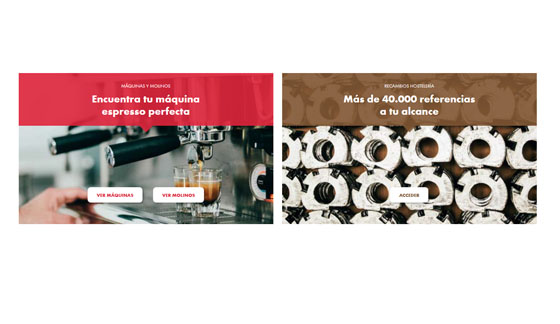 MÁQUINAS Y MOLINOS
Encuentra tu máquina
espresso perfecta
VER MÁQUINAS
VER MOLINOS
RECAMBIOS HOSTELERÍA
Más de 40.000 referencias
a tu alcance
ACCEDER